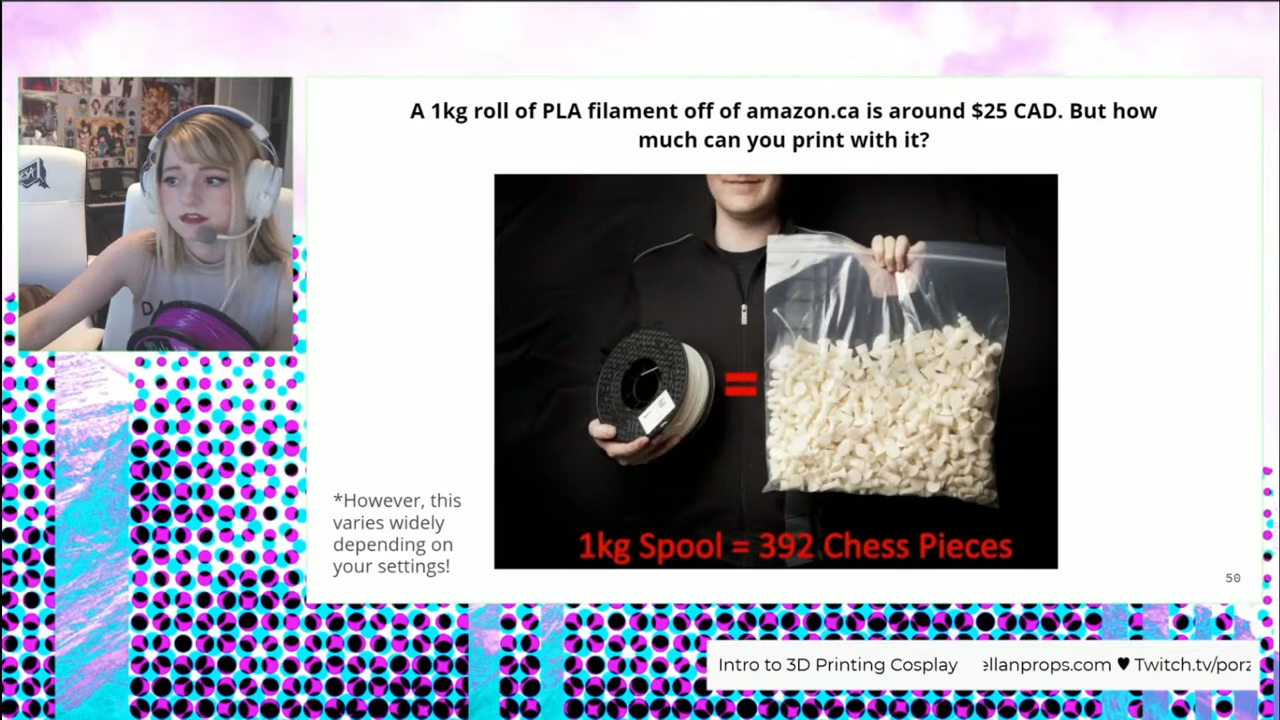 A 1kg roll of PLA filament off of amazon.ca is around $25 CAD. But how
much can you print with it?
*However, this
varies widely
depending on
your settings!
1kg Spool = 392 Chess Pieces
50
Intro to 3D Printing Cosplay
ellanprops.com ♥ Twitch.tv/porz